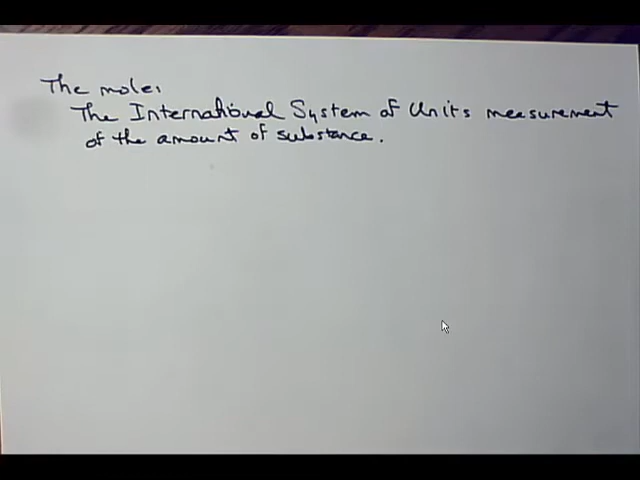 The mole:
The International System of Units measurement
of the amount of substance.